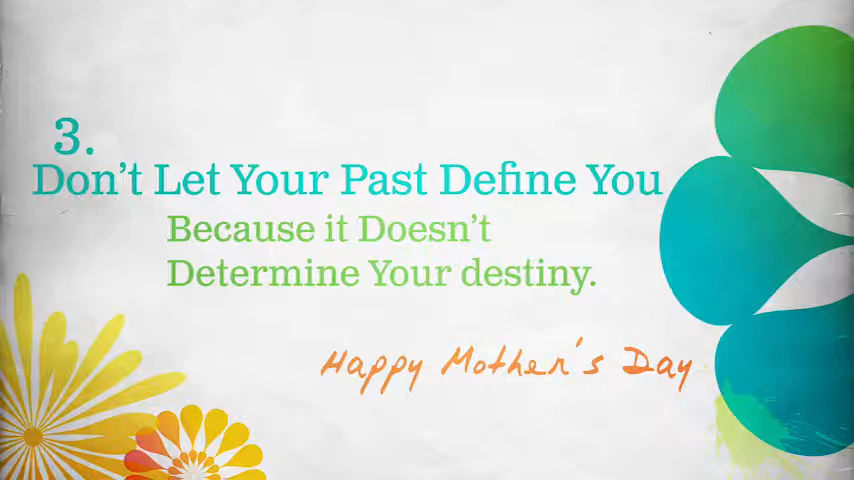 3.
Don't Let Your Past Define You
Because it Doesn't
Determine Your destiny.
Happy Mother's Day